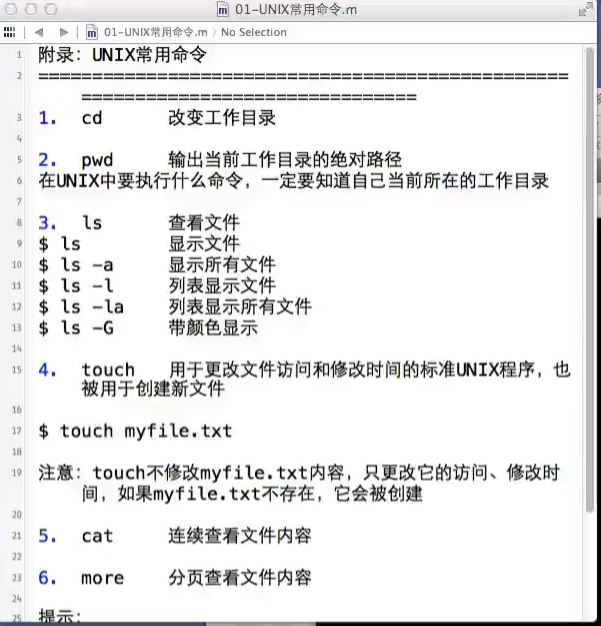 01-UNIX常用命令.m
01-UNIX常用命令.m › No Selection
1 附录：UNIX常用命令
2 =================================================
===============================
3 1. cd 改变工作目录
4
5 2. pwd 输出当前工作目录的绝对路径
6 在UNIX中要执行什么命令，一定要知道自己当前所在的工作目录
7
8 3. ls 查看文件
9 $ ls 显示文件
10 $ ls -a 显示所有文件
11 $ ls -l 列表显示文件
12 $ ls -la 列表显示所有文件
13 $ ls -G 带颜色显示
14
15 4. touch 用于更改文件访问和修改时间的标准UNIX程序，也
被用于创建新文件
16
17 $ touch myfile.txt
18
19 注意：touch不修改myfile.txt内容，只更改它的访问、修改时
间，如果myfile.txt不存在，它会被创建
20
21 5. cat 连续查看文件内容
22
23 6. more 分页查看文件内容
24
25 提示：